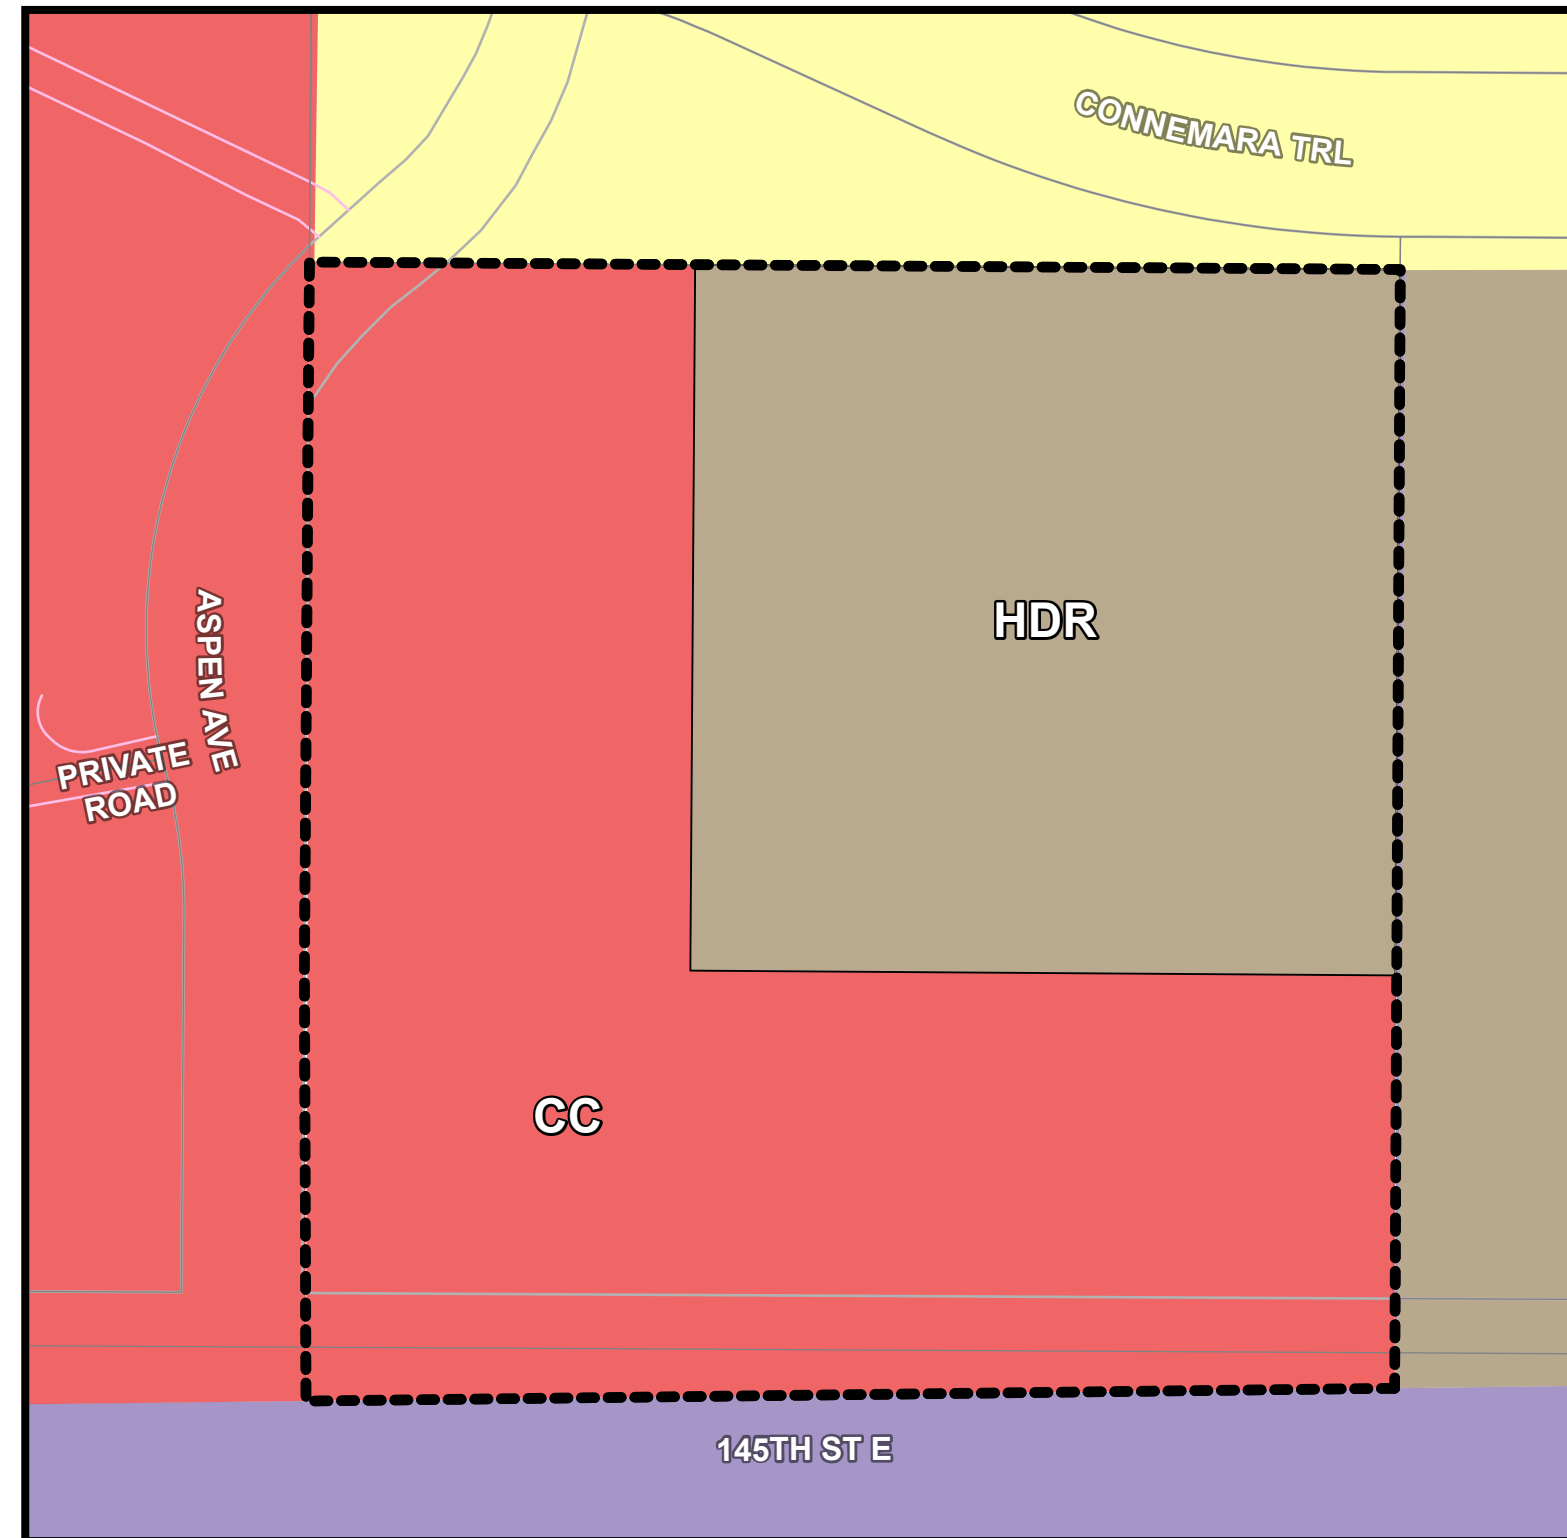 CONNEMARA TRL
HDR
ASPEN AVE
PRIVATE
ROAD
CC
145TH ST E